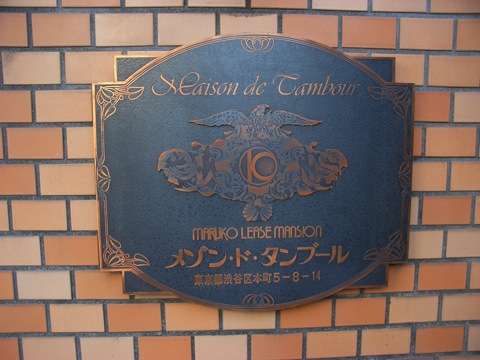 Maison de Tambour
MARUKO LEASE MANSION
メゾン・ド・タンブール
東京都渋谷区本町5-8-14